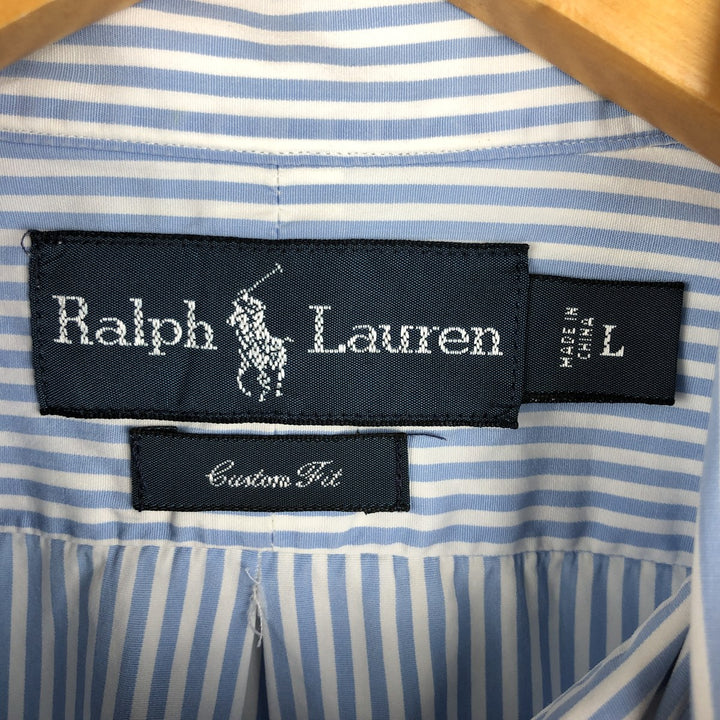 Ralph Lauren
MADE IN
CHINA
L
Custom Fit